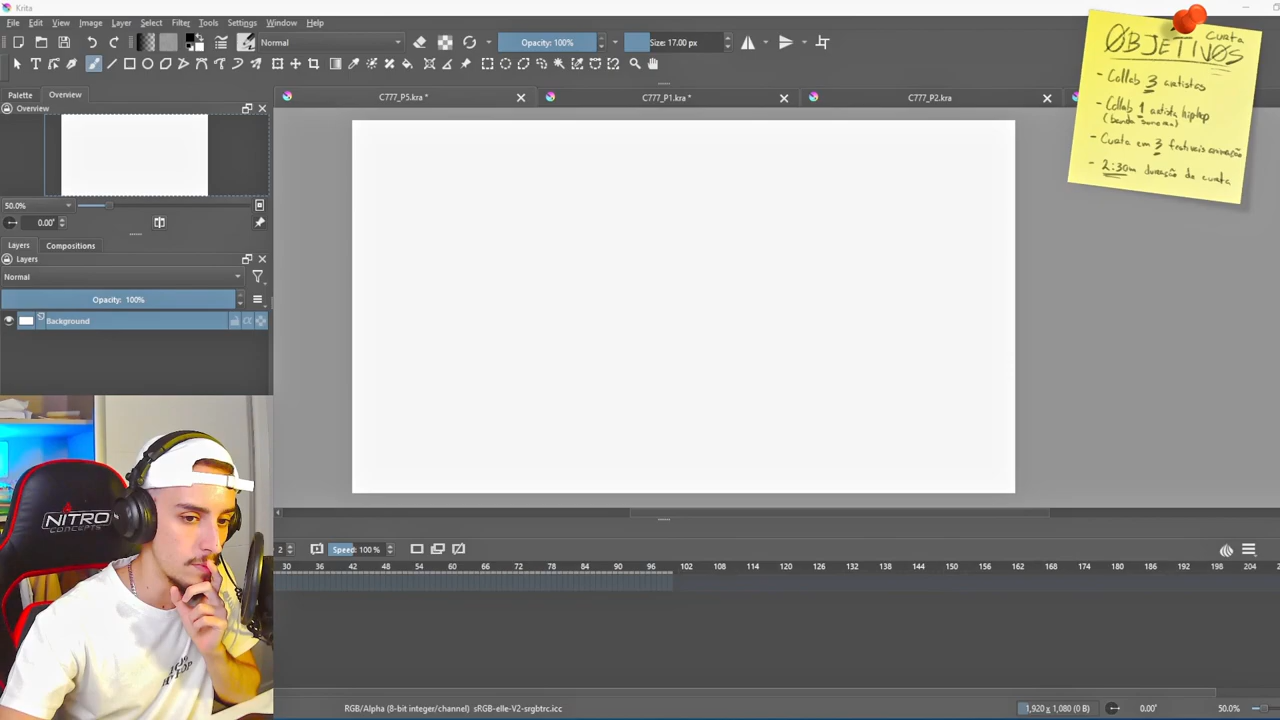 Krita
File Edit View Image Layer Select Filter Tools Settings Window Help
Normal Opacity: 100% Size: 17.00 px
Palette Overview
Overview
C777_P5.kra * C777_P1.kra * C777_P2.kra
50.0%
0.00°
Layers Compositions
Layers
Normal
Opacity: 100%
Background
OBJETIVOS
Curta
- Collab 3 artistas
- Collab 1 artista hiphop
(banda sonora)
- Curta em 3 festivais animação
- 2:30m duração da curta
NITRO
CONCEPTS
2 Speed: 100 %
30 36 42 48 54 60 66 72 78 84 90 96 102 108 114 120 126 132 138 144 150 156 162 168 174 180 186 192 198 204
RGB/Alpha (8-bit integer/channel) sRGB-elle-V2-srgbtrc.icc 1,920 x 1,080 (0 B) 0.00° 50.0%